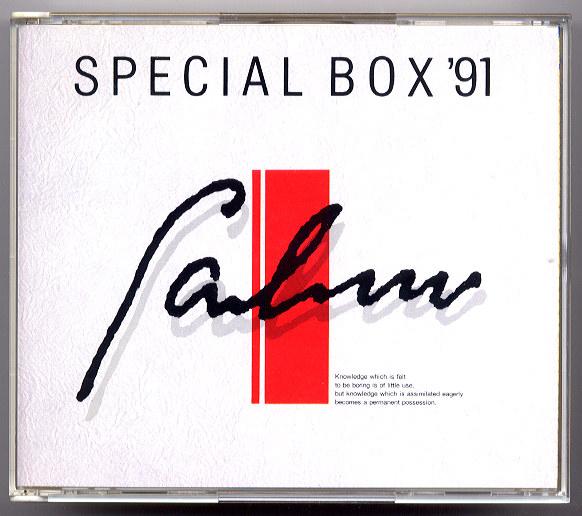 SPECIAL BOX '91
Knowledge which is falt
to be boring is of little use,
but knowledge which is assimilated eagerly
becomes a permanent possession.